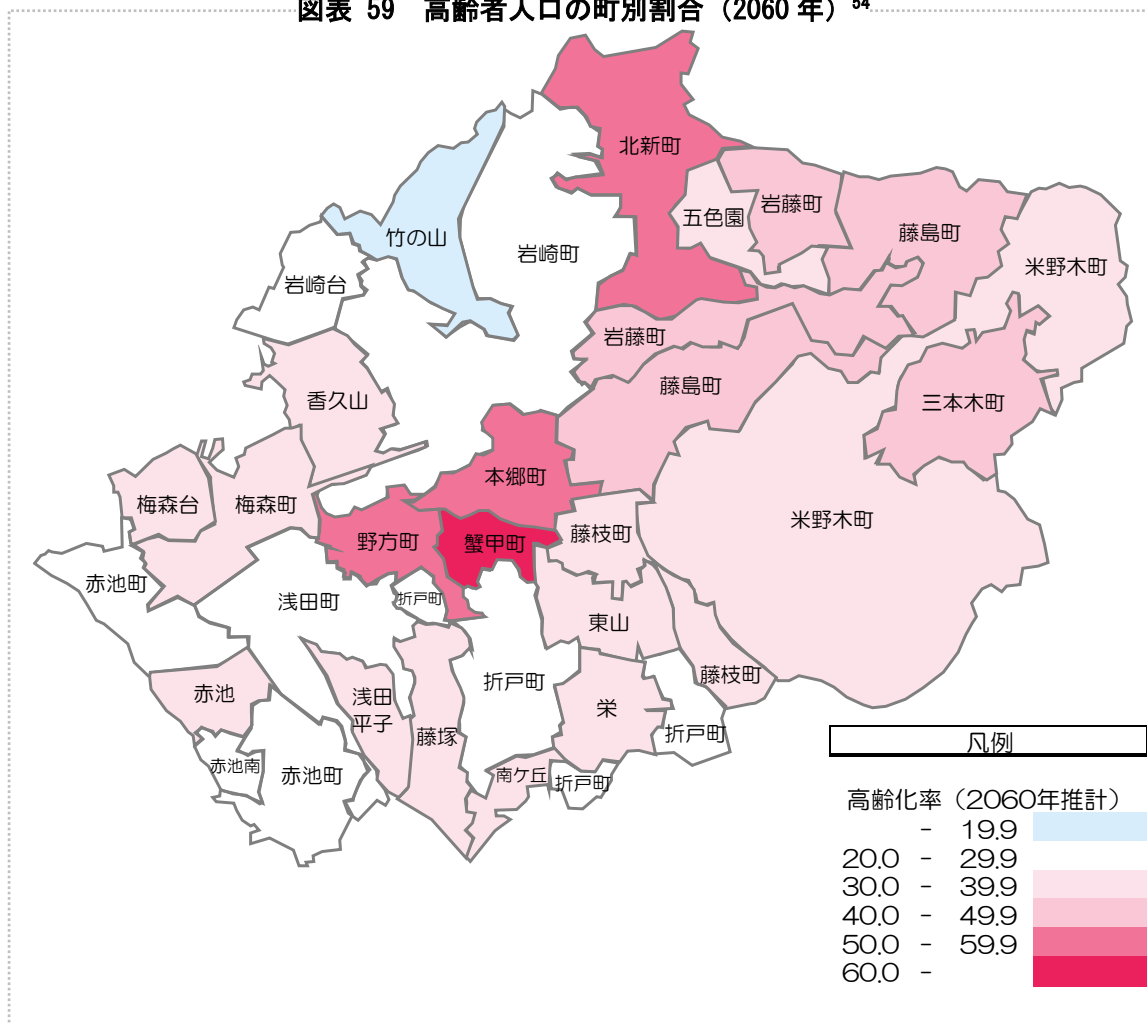 図表 59　高齢者人口の町別割合（2060 年）54
北新町
五色園
岩藤町
藤島町
米野木町
竹の山
岩崎町
岩崎台
岩藤町
藤島町
三本木町
香久山
本郷町
梅森台
梅森町
野方町
蟹甲町
藤枝町
米野木町
赤池町
浅田町
折戸町
東山
藤枝町
赤池
浅田
平子
藤塚
折戸町
栄
折戸町
赤池南
赤池町
南ケ丘
折戸町
凡例
高齢化率（2060年推計）
- 19.9
20.0 - 29.9
30.0 - 39.9
40.0 - 49.9
50.0 - 59.9
60.0 -